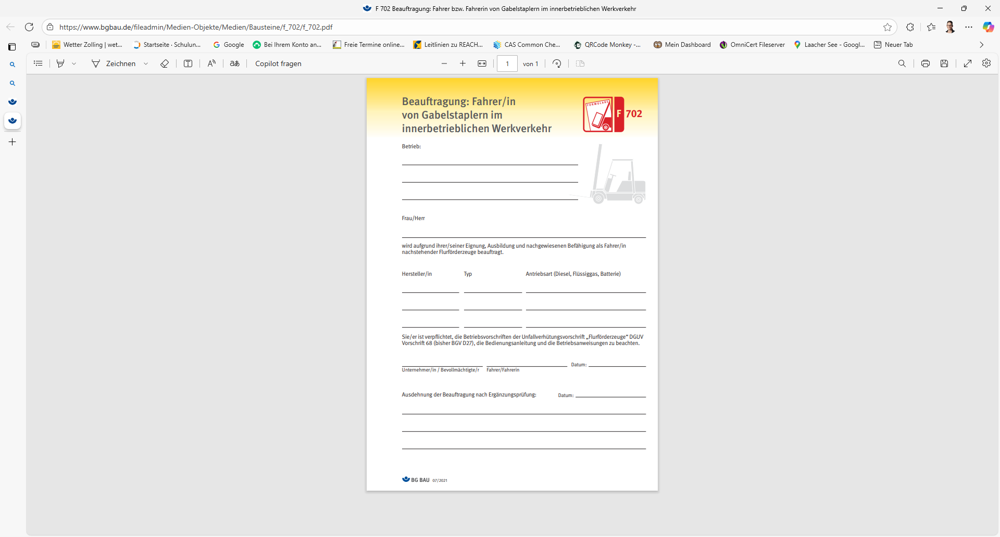 F 702 Beauftragung: Fahrer bzw. Fahrerin von Gabelstaplern im innerbetrieblichen Werkverkehr
https://www.bgbau.de/fileadmin/Medien-Objekte/Medien/Bausteine/f_702/f_702.pdf
Wetter Zolling | wet...
Startseite · Schulun...
Google
Bei Ihrem Konto an...
Freie Termine online...
Leitlinien zu REACH...
CAS Common Che...
QRCode Monkey -...
Mein Dashboard
OmniCert Fileserver
Laacher See - Googl...
Neuer Tab
Zeichnen
aあ
Copilot fragen
1 von 1
Beauftragung: Fahrer/in
von Gabelstaplern im
innerbetrieblichen Werkverkehr
FORMULARE
F 702
Betrieb:
Frau/Herr
wird aufgrund ihrer/seiner Eignung, Ausbildung und nachgewiesenen Befähigung als Fahrer/in
nachstehender Flurförderzeuge beauftragt.
Hersteller/in Typ Antriebsart (Diesel, Flüssiggas, Batterie)
Sie/er ist verpflichtet, die Betriebsvorschriften der Unfallverhütungsvorschrift „Flurförderzeuge“ DGUV
Vorschrift 68 (bisher BGV D27), die Bedienungsanleitung und die Betriebsanweisungen zu beachten.
Datum:
Unternehmer/in / Bevollmächtigte/r Fahrer/Fahrerin
Ausdehnung der Beauftragung nach Ergänzungsprüfung: Datum:
BG BAU 07/2021